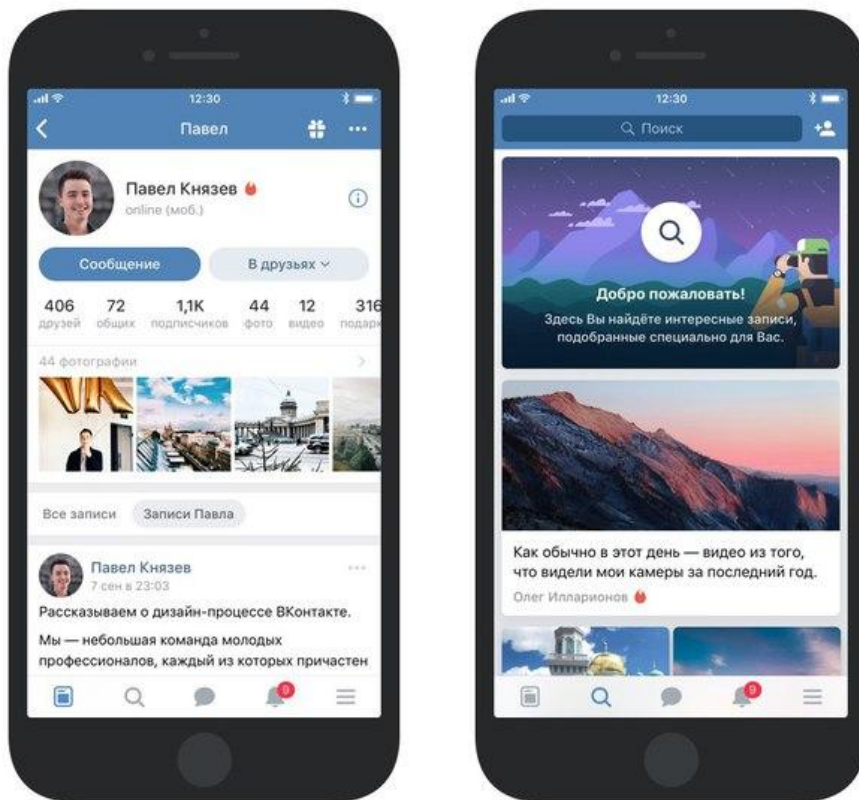 12:30
Павел
Павел Князев
online (моб.)
Сообщение
В друзьях
406 72 1,1K 44 12 316
друзей общих подписчиков фото видео подарк
44 фотографии
VK
Все записи Записи Павла
Павел Князев
7 сен в 23:03
Рассказываем о дизайн-процессе ВКонтакте.
Мы — небольшая команда молодых
профессионалов, каждый из которых причастен
9
12:30
Поиск
Добро пожаловать!
Здесь Вы найдёте интересные записи,
подобранные специально для Вас.
Как обычно в этот день — видео из того,
что видели мои камеры за последний год.
Олег Илларионов
9